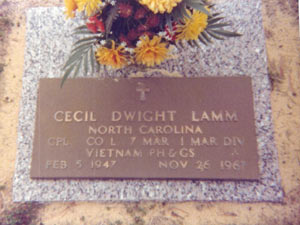 CECIL DWIGHT LAMM
NORTH CAROLINA
CPL CO L 7 MAR 1 MAR DIV
VIETNAM PH & GS
FEB 5 1947 NOV 26 1967